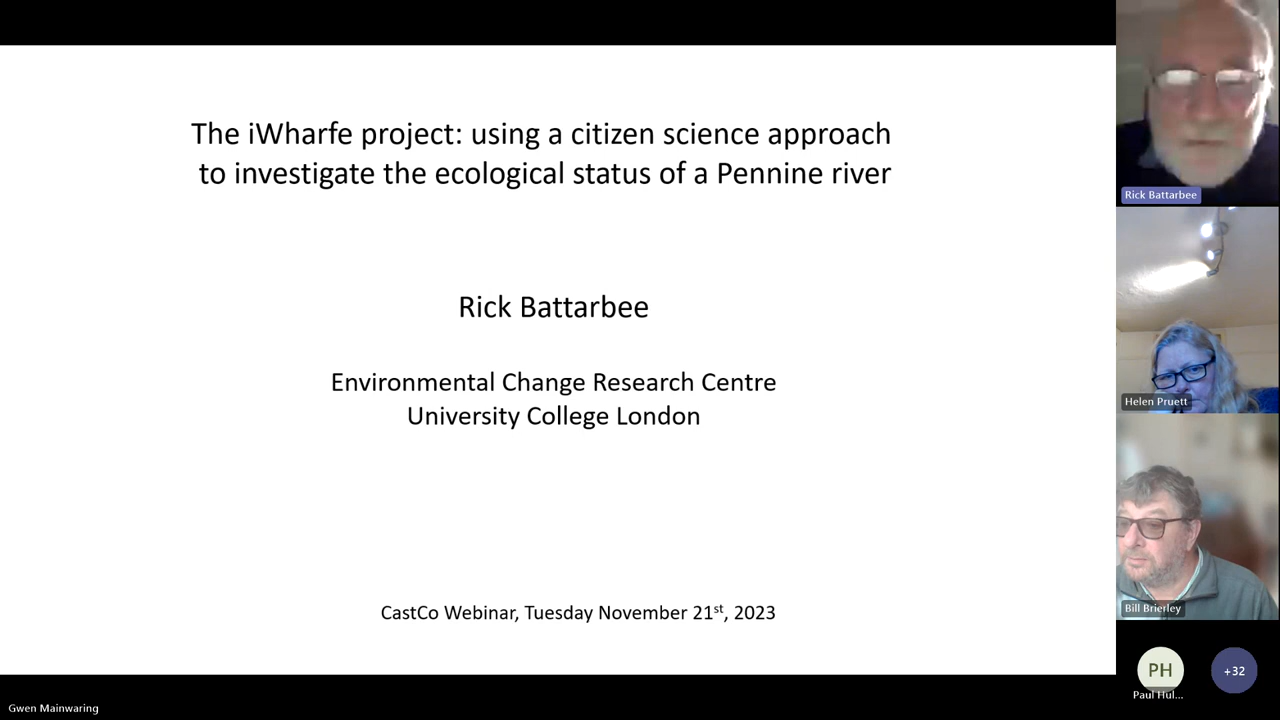 The iWharfe project: using a citizen science approach
to investigate the ecological status of a Pennine river
Rick Battarbee
Environmental Change Research Centre
University College London
CastCo Webinar, Tuesday November 21st, 2023
Rick Battarbee
Helen Pruett
Bill Brierley
PH
+32
Paul Hul...
Gwen Mainwaring